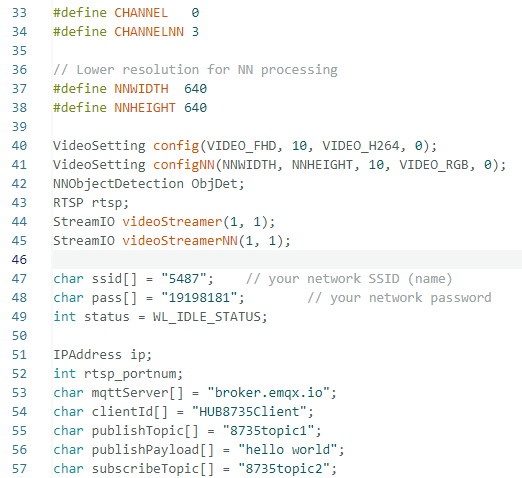 33 #define CHANNEL   0
34 #define CHANNELNN 3
35
36 // Lower resolution for NN processing
37 #define NNWIDTH  640
38 #define NNHEIGHT 640
39
40 VideoSetting config(VIDEO_FHD, 10, VIDEO_H264, 0);
41 VideoSetting configNN(NNWIDTH, NNHEIGHT, 10, VIDEO_RGB, 0);
42 NNObjectDetection ObjDet;
43 RTSP rtsp;
44 StreamIO videoStreamer(1, 1);
45 StreamIO videoStreamerNN(1, 1);
46
47 char ssid[] = "5487";    // your network SSID (name)
48 char pass[] = "19198181";        // your network password
49 int status = WL_IDLE_STATUS;
50
51 IPAddress ip;
52 int rtsp_portnum;
53 char mqttServer[] = "broker.emqx.io";
54 char clientId[] = "HUB8735Client";
55 char publishTopic[] = "8735topic1";
56 char publishPayload[] = "hello world";
57 char subscribeTopic[] = "8735topic2";